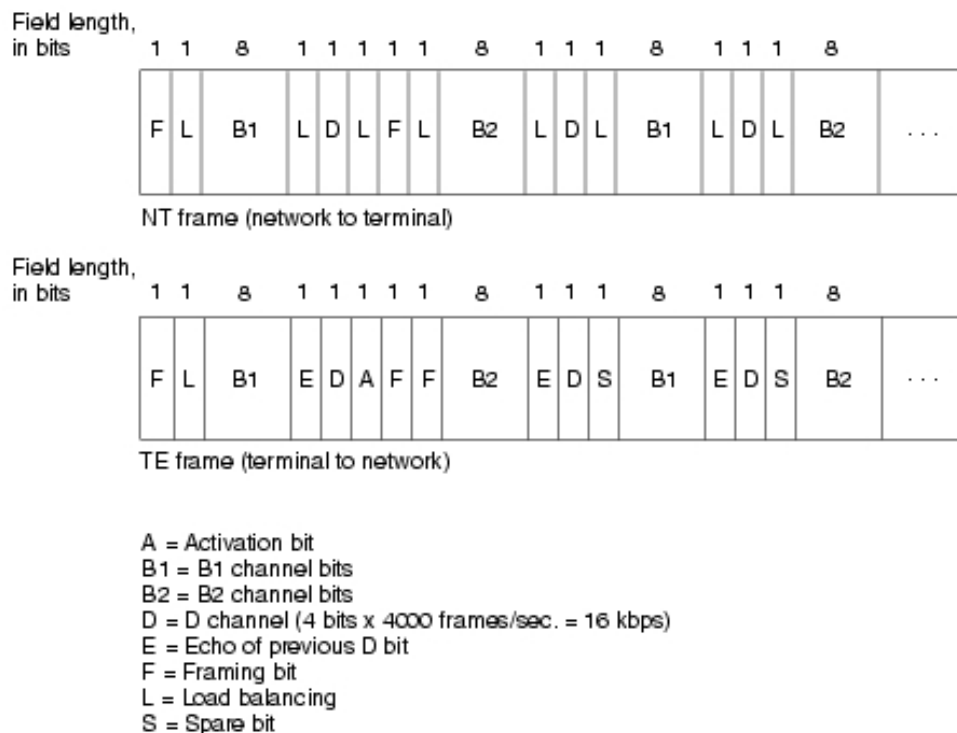 Field length,
in bits 1 1 8 1 1 1 1 1 8 1 1 1 8 1 1 1 8
F L B1 L D L F L B2 L D L B1 L D L B2 . . .
NT frame (network to terminal)
Field length,
in bits 1 1 8 1 1 1 1 1 8 1 1 1 8 1 1 1 8
F L B1 E D A F F B2 E D S B1 E D S B2 . . .
TE frame (terminal to network)
A = Activation bit
B1 = B1 channel bits
B2 = B2 channel bits
D = D channel (4 bits x 4000 frames/sec. = 16 kbps)
E = Echo of previous D bit
F = Framing bit
L = Load balancing
S = Spare bit